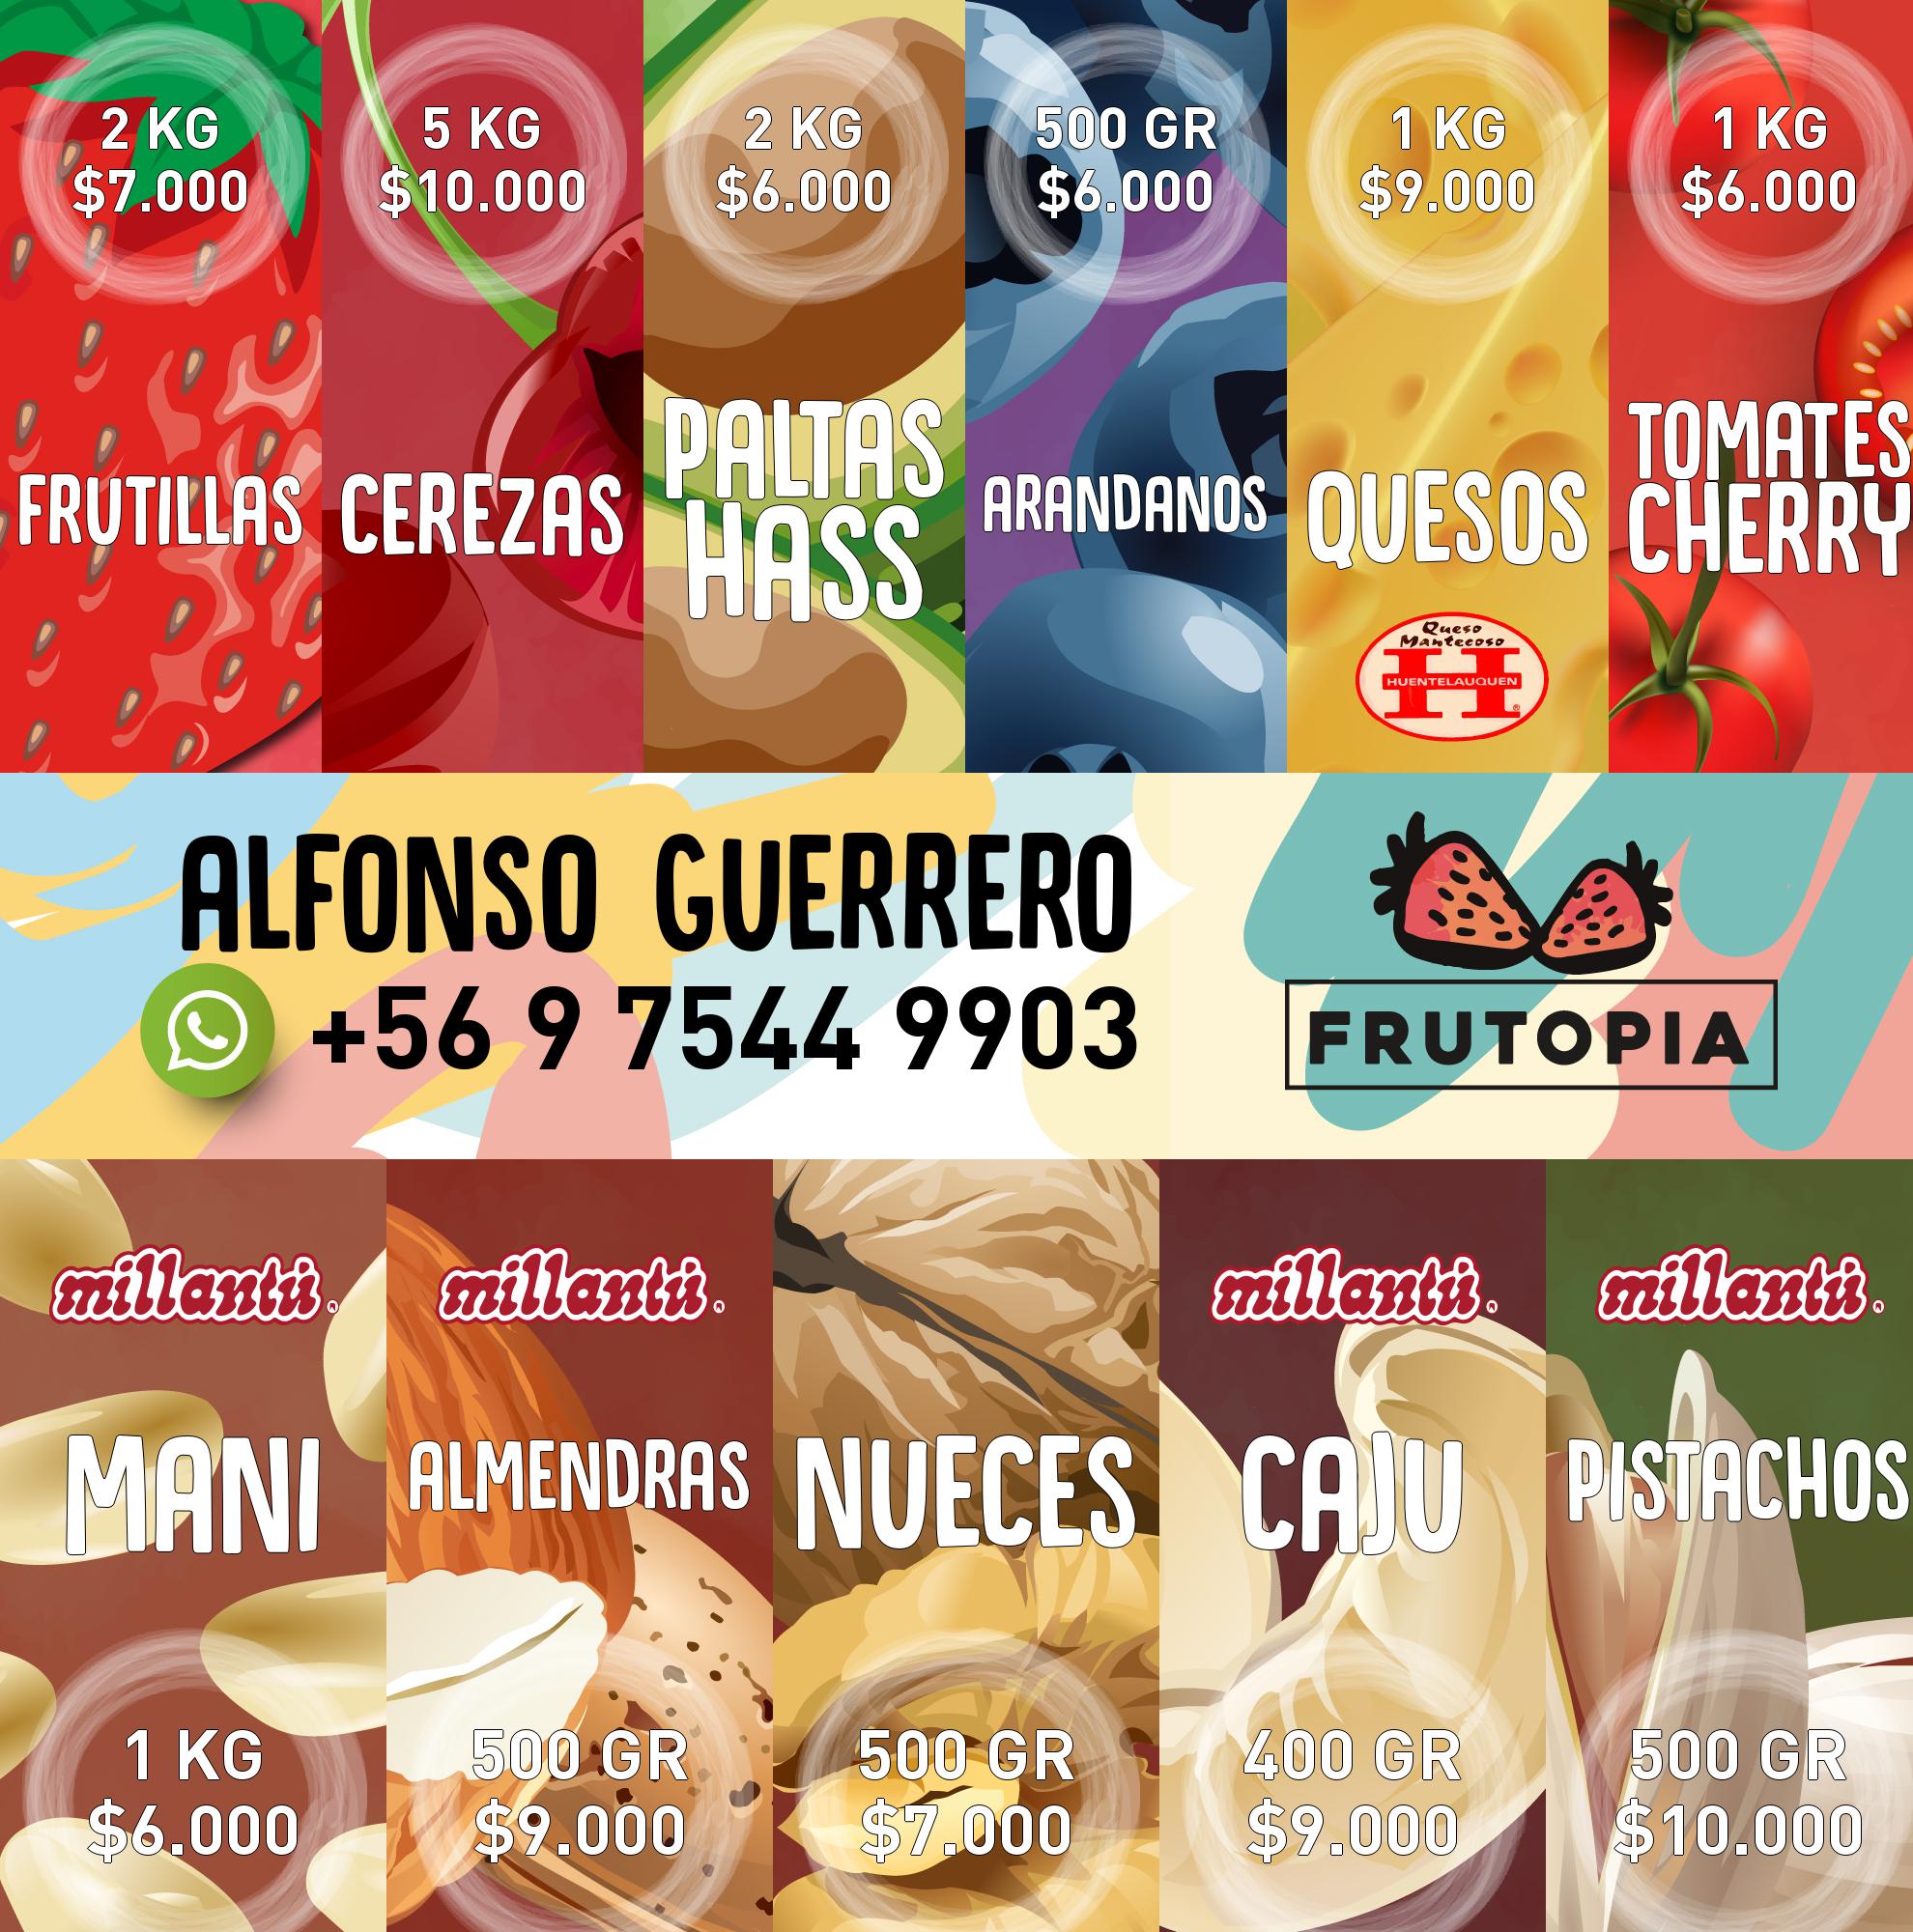 2 KG
$7.000
FRUTILLAS
5 KG
$10.000
CEREZAS
2 KG
$6.000
PALTAS
HASS
500 GR
$6.000
ARANDANOS
1 KG
$9.000
QUESOS
Queso
Mantecoso
H
HUENTELAUQUEN
®
1 KG
$6.000
TOMATES
CHERRY
ALFONSO GUERRERO
+56 9 7544 9903
FRUTOPIA
millantú®
MANI
1 KG
$6.000
millantú®
ALMENDRAS
500 GR
$9.000
NUECES
500 GR
$7.000
millantú®
CAJU
400 GR
$9.000
millantú®
PISTACHOS
500 GR
$10.000